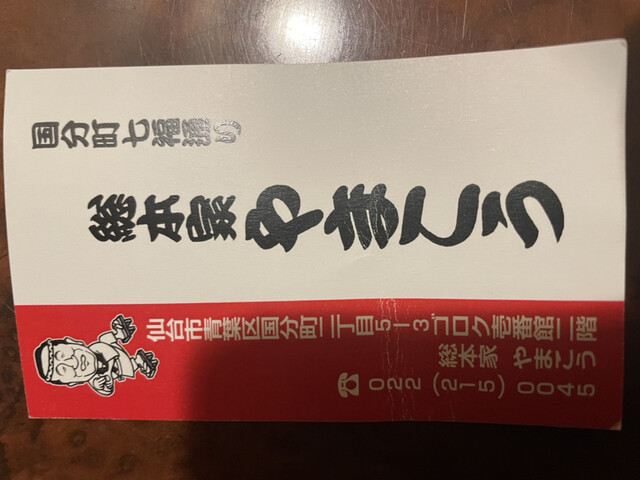 国分町七福通り
総本家 やまこう
仙台市青葉区国分町二丁目5-13ゴロク壱番館二階
総本家 やまこう
☎ 022 (215) 0045